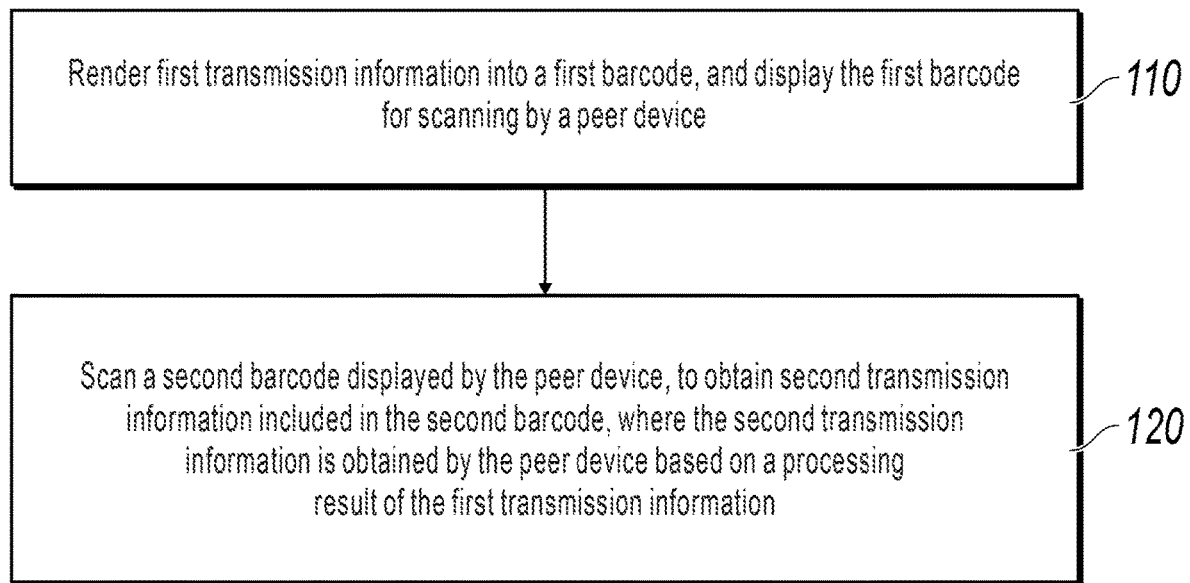 Render first transmission information into a first barcode, and display the first barcode
for scanning by a peer device
110
Scan a second barcode displayed by the peer device, to obtain second transmission
information included in the second barcode, where the second transmission
information is obtained by the peer device based on a processing
result of the first transmission information
120